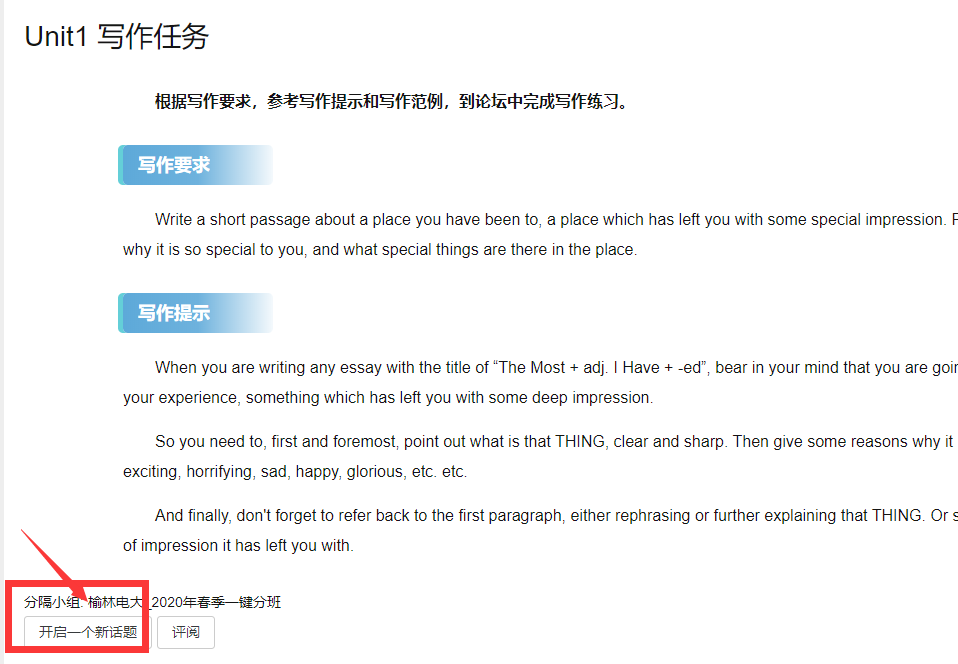 Unit1 写作任务
根据写作要求，参考写作提示和写作范例，到论坛中完成写作练习。
写作要求
Write a short passage about a place you have been to, a place which has left you with some special impression.
why it is so special to you, and what special things are there in the place.
写作提示
When you are writing any essay with the title of “The Most + adj. I Have + -ed”, bear in your mind that you are
your experience, something which has left you with some deep impression.
So you need to, first and foremost, point out what is that THING, clear and sharp. Then give some reasons why it
exciting, horrifying, sad, happy, glorious, etc. etc.
And finally, don't forget to refer back to the first paragraph, either rephrasing or further explaining that THING. Or
of impression it has left you with.
分隔小组: 榆林电大_2020年春季一键分班
开启一个新话题 评阅